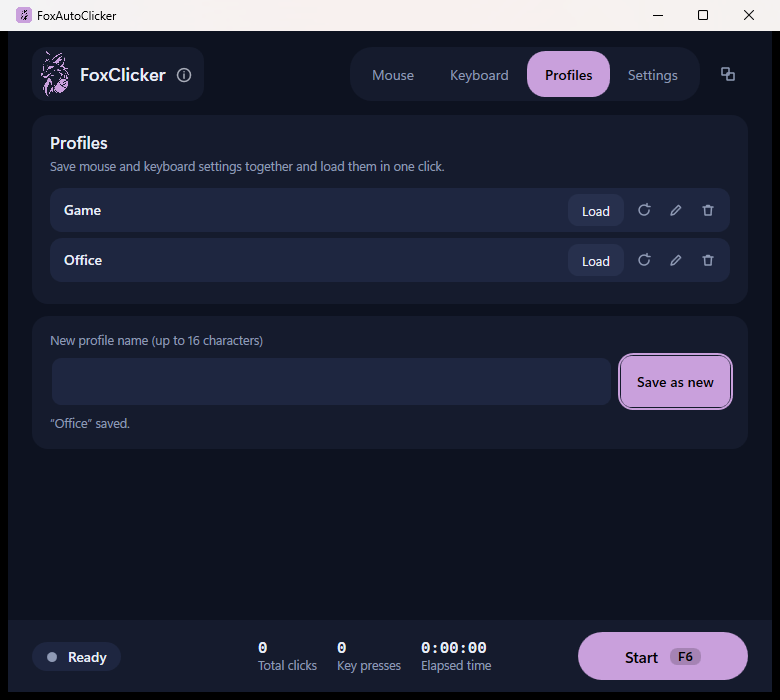 FoxAutoClicker
FoxClicker
Mouse Keyboard Profiles Settings
Profiles
Save mouse and keyboard settings together and load them in one click.
Game Load
Office Load
New profile name (up to 16 characters)
Save as new
“Office” saved.
Ready
0 Total clicks
0 Key presses
0:00:00 Elapsed time
Start F6